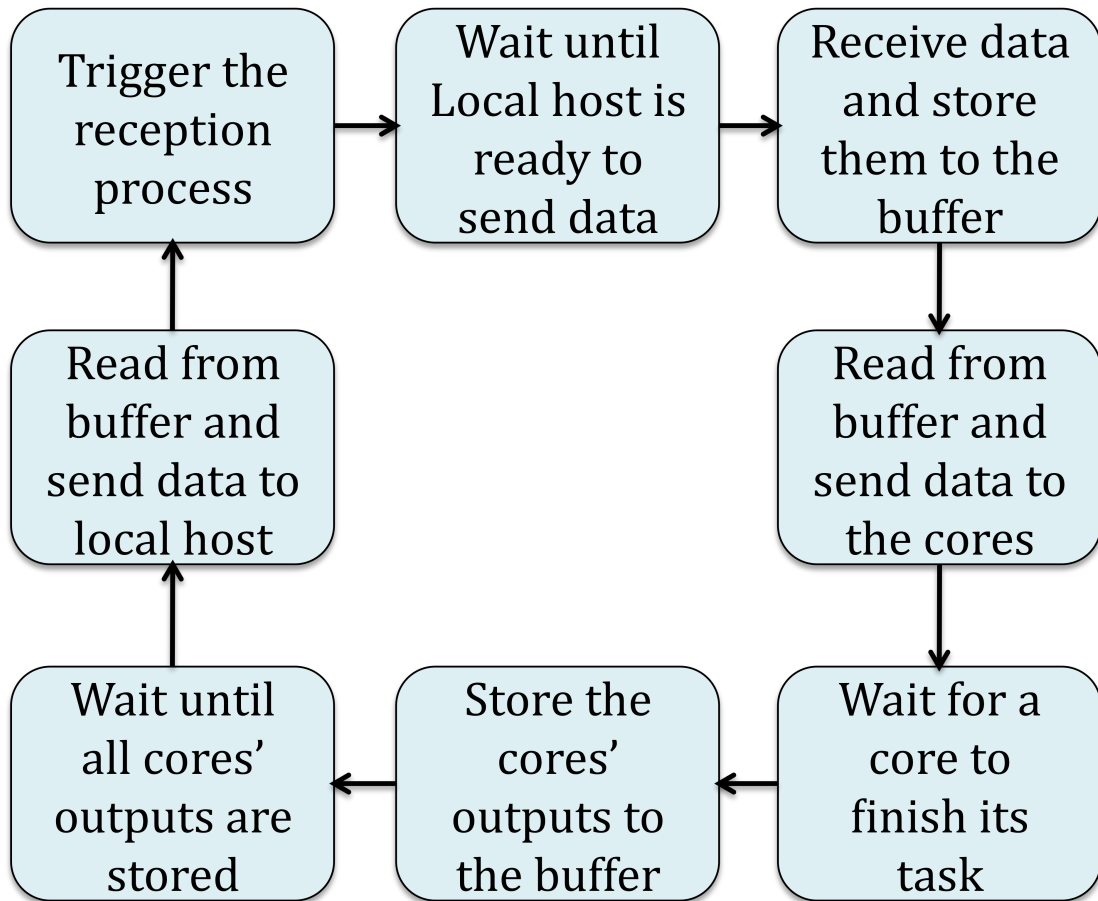 Trigger the
reception
process
Wait until
Local host is
ready to
send data
Receive data
and store
them to the
buffer
Read from
buffer and
send data to
local host
Read from
buffer and
send data to
the cores
Wait until
all cores’
outputs are
stored
Store the
cores’
outputs to
the buffer
Wait for a
core to
finish its
task